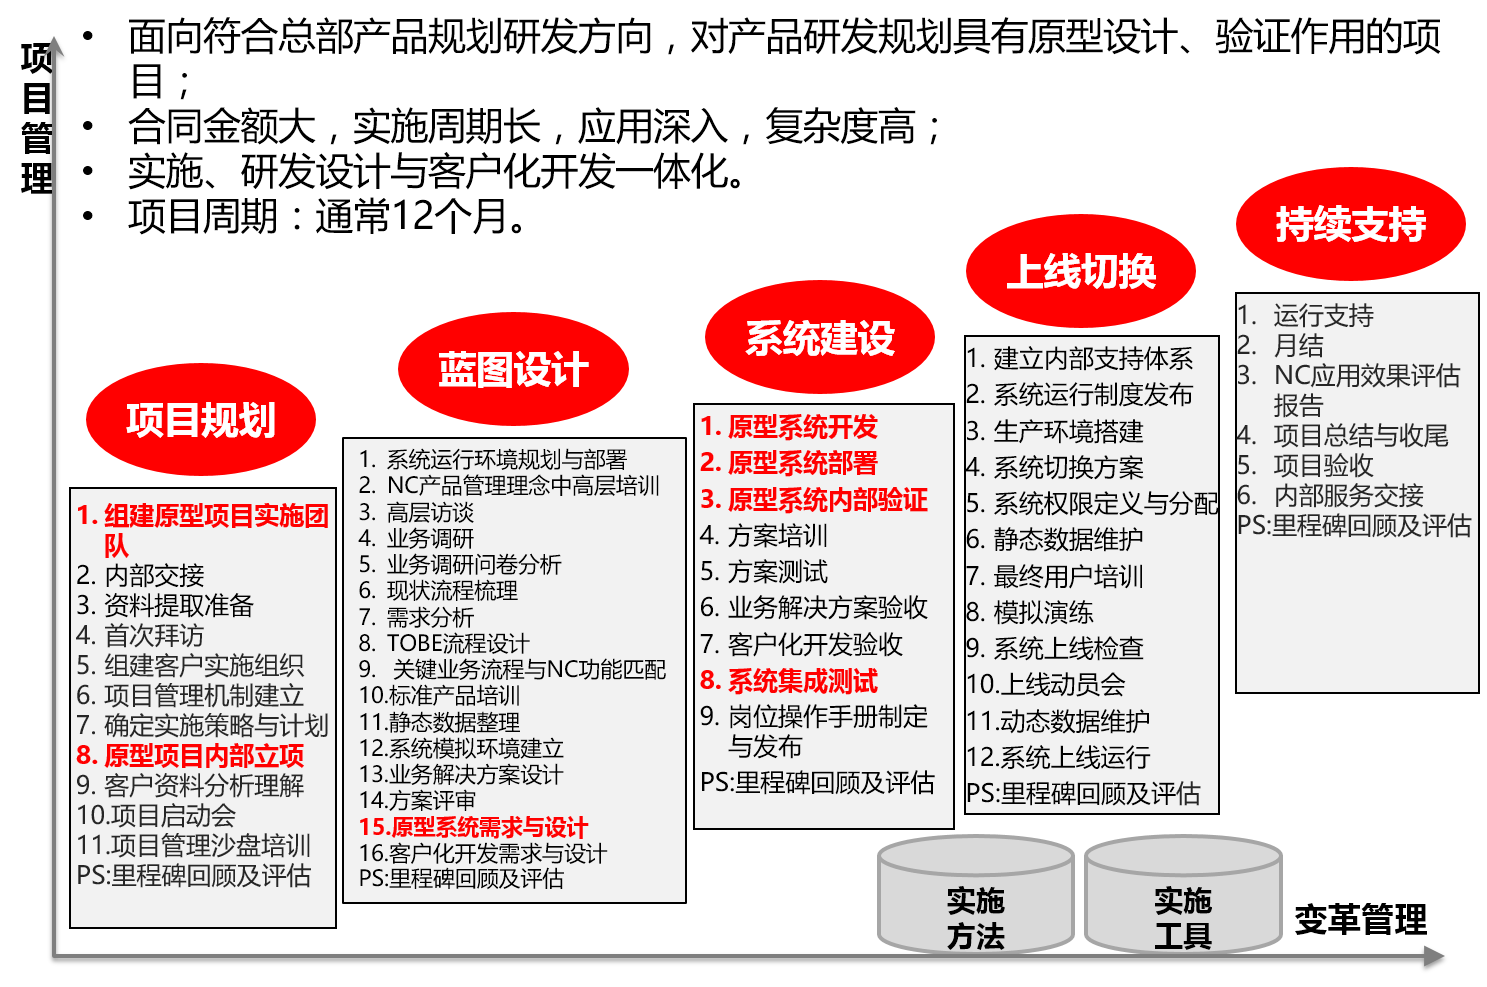 项
目
管
理
• 面向符合总部产品规划研发方向，对产品研发规划具有原型设计、验证作用的项
目；
• 合同金额大，实施周期长，应用深入，复杂度高；
• 实施、研发设计与客户化开发一体化。
• 项目周期：通常12个月。
项目规划
1. 组建原型项目实施团
队
2. 内部交接
3. 资料提取准备
4. 首次拜访
5. 组建客户实施组织
6. 项目管理机制建立
7. 确定实施策略与计划
8. 原型项目内部立项
9. 客户资料分析理解
10.项目启动会
11.项目管理沙盘培训
PS:里程碑回顾及评估
蓝图设计
1. 系统运行环境规划与部署
2. NC产品管理理念中高层培训
3. 高层访谈
4. 业务调研
5. 业务调研问卷分析
6. 现状流程梳理
7. 需求分析
8. TOBE流程设计
9. 关键业务流程与NC功能匹配
10.标准产品培训
11.静态数据整理
12.系统模拟环境建立
13.业务解决方案设计
14.方案评审
15.原型系统需求与设计
16.客户化开发需求与设计
PS:里程碑回顾及评估
系统建设
1. 原型系统开发
2. 原型系统部署
3. 原型系统内部验证
4. 方案培训
5. 方案测试
6. 业务解决方案验收
7. 客户化开发验收
8. 系统集成测试
9. 岗位操作手册制定
与发布
PS:里程碑回顾及评估
上线切换
1. 建立内部支持体系
2. 系统运行制度发布
3. 生产环境搭建
4. 系统切换方案
5. 系统权限定义与分配
6. 静态数据维护
7. 最终用户培训
8. 模拟演练
9. 系统上线检查
10.上线动员会
11.动态数据维护
12.系统上线运行
PS:里程碑回顾及评估
持续支持
1. 运行支持
2. 月结
3. NC应用效果评估
报告
4. 项目总结与收尾
5. 项目验收
6. 内部服务交接
PS:里程碑回顾及评估
实施
方法
实施
工具
变革管理